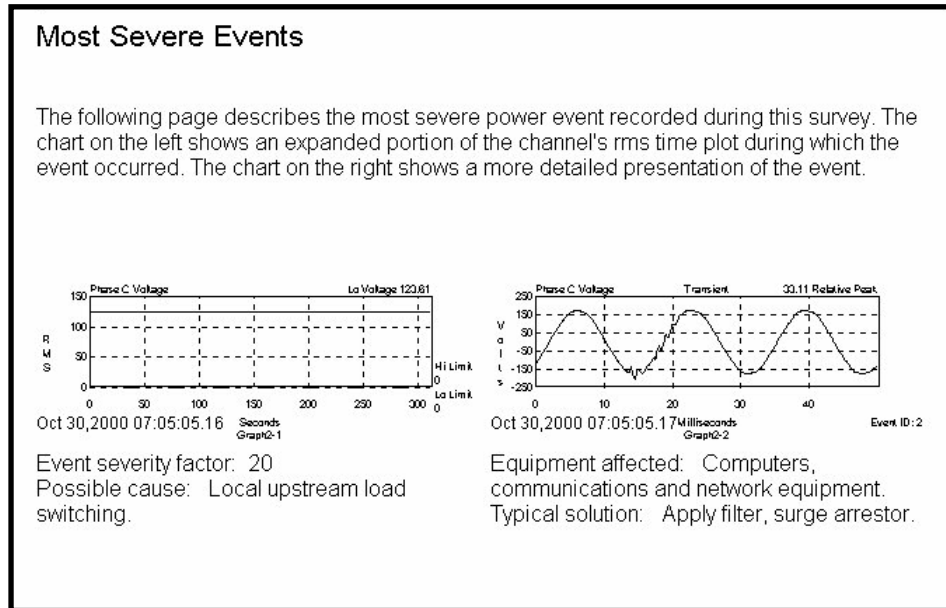 Most Severe Events
The following page describes the most severe power event recorded during this survey. The
chart on the left shows an expanded portion of the channel's rms time plot during which the
event occurred. The chart on the right shows a more detailed presentation of the event.
Phase C Voltage Lo Voltage 123.61
150
100
50
0
R
M
S
Hi Limit
0
Lo Limit
0
0 50 100 150 200 250 300
Oct 30,2000 07:05:05.16 Seconds
Graph2-1
Event severity factor: 20
Possible cause: Local upstream load
switching.
Phase C Voltage Transient 33.11 Relative Peak
250
150
50
-50
-150
-250
V
o
l
t
s
0 10 20 30 40
Oct 30,2000 07:05:05.17 Milliseconds Event ID: 2
Graph2-2
Equipment affected: Computers,
communications and network equipment.
Typical solution: Apply filter, surge arrestor.